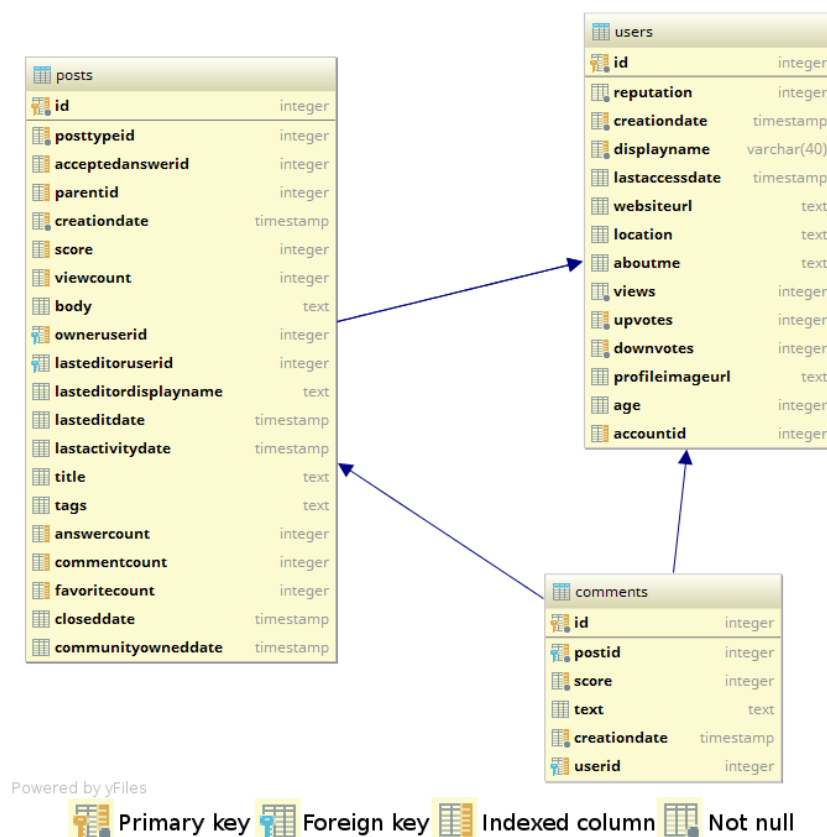 posts
id integer
posttypeid integer
acceptedanswerid integer
parentid integer
creationdate timestamp
score integer
viewcount integer
body text
owneruserid integer
lasteditoruserid integer
lasteditordisplayname text
lasteditdate timestamp
lastactivitydate timestamp
title text
tags text
answercount integer
commentcount integer
favoritecount integer
closeddate timestamp
communityowneddate timestamp
users
id integer
reputation integer
creationdate timestamp
displayname varchar(40)
lastaccessdate timestamp
websiteurl text
location text
aboutme text
views integer
upvotes integer
downvotes integer
profileimageurl text
age integer
accountid integer
comments
id integer
postid integer
score integer
text text
creationdate timestamp
userid integer
Powered by yFiles
Primary key Foreign key Indexed column Not null